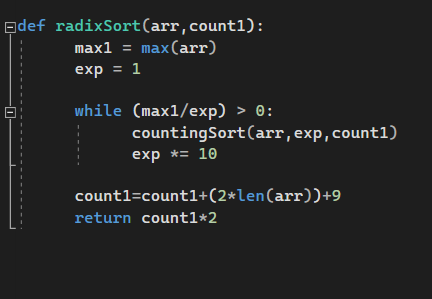 def radixSort(arr,count1):
max1 = max(arr)
exp = 1
while (max1/exp) > 0:
countingSort(arr,exp,count1)
exp *= 10
count1=count1+(2*len(arr))+9
return count1*2